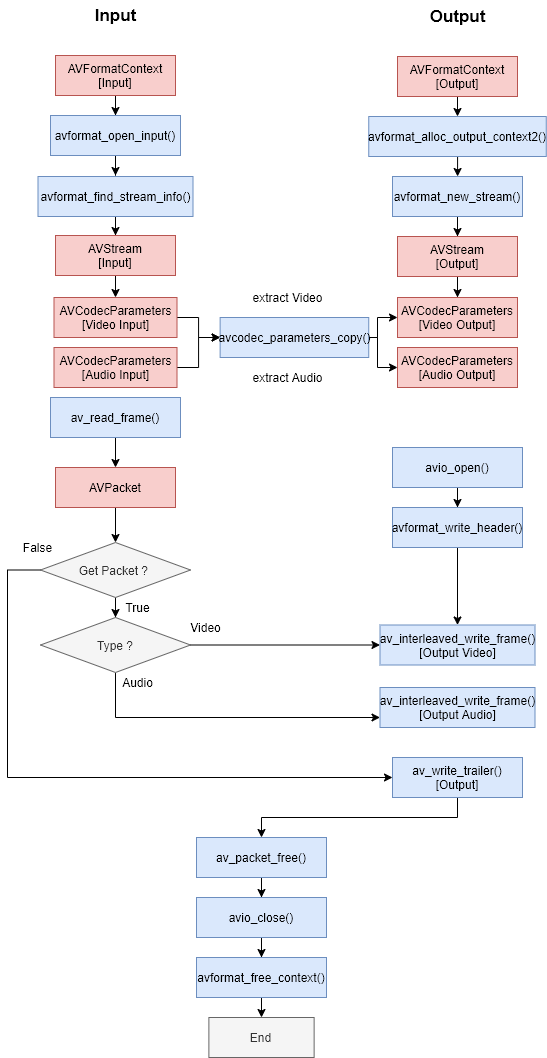 Input
Output
AVFormatContext
[Input]
AVFormatContext
[Output]
avformat_open_input()
avformat_alloc_output_context2()
avformat_find_stream_info()
avformat_new_stream()
AVStream
[Input]
AVStream
[Output]
extract Video
AVCodecParameters
[Video Input]
avcodec_parameters_copy()
AVCodecParameters
[Video Output]
AVCodecParameters
[Audio Input]
extract Audio
AVCodecParameters
[Audio Output]
av_read_frame()
avio_open()
AVPacket
avformat_write_header()
False
Get Packet ?
True
Type ?
Video
av_interleaved_write_frame()
[Output Video]
Audio
av_interleaved_write_frame()
[Output Audio]
av_write_trailer()
[Output]
av_packet_free()
avio_close()
avformat_free_context()
End